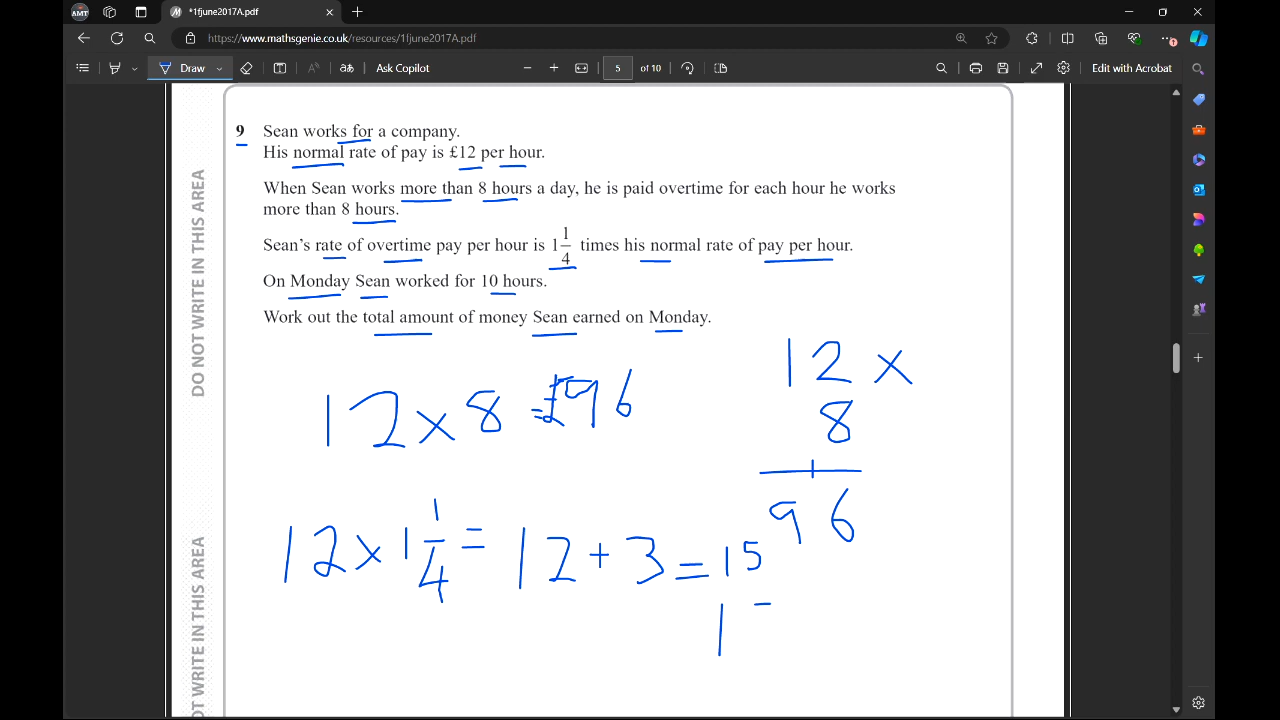 AMT
*1fjune2017A.pdf
https://www.mathsgenie.co.uk/resources/1fjune2017A.pdf
Draw
Ask Copilot
5 of 10
Edit with Acrobat
DO NOT WRITE IN THIS AREA
9 Sean works for a company.
His normal rate of pay is £12 per hour.
When Sean works more than 8 hours a day, he is paid overtime for each hour he works
more than 8 hours.
Sean's rate of overtime pay per hour is 1 1/4 times his normal rate of pay per hour.
On Monday Sean worked for 10 hours.
Work out the total amount of money Sean earned on Monday.
12 × 8 = £96
12 ×
8
96
12 × 1 1/4 = 12 + 3 = 15
1
OT WRITE IN THIS AREA